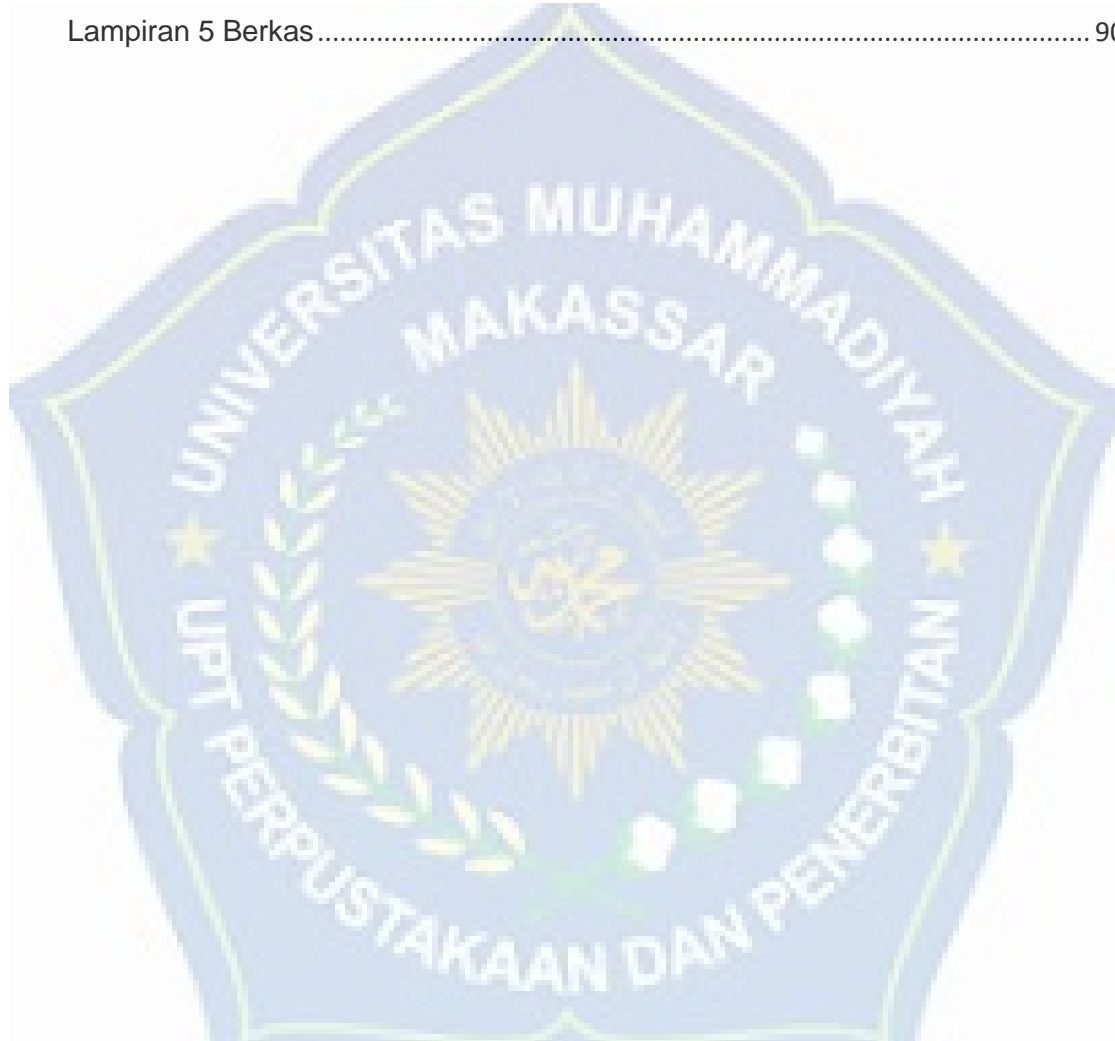 Lampiran 5 Berkas........................................................................................................ 90
UNIVERSITAS MUHAMMADIYAH
MAKASSAR
UPT PERPUSTAKAAN DAN PENERBITAN